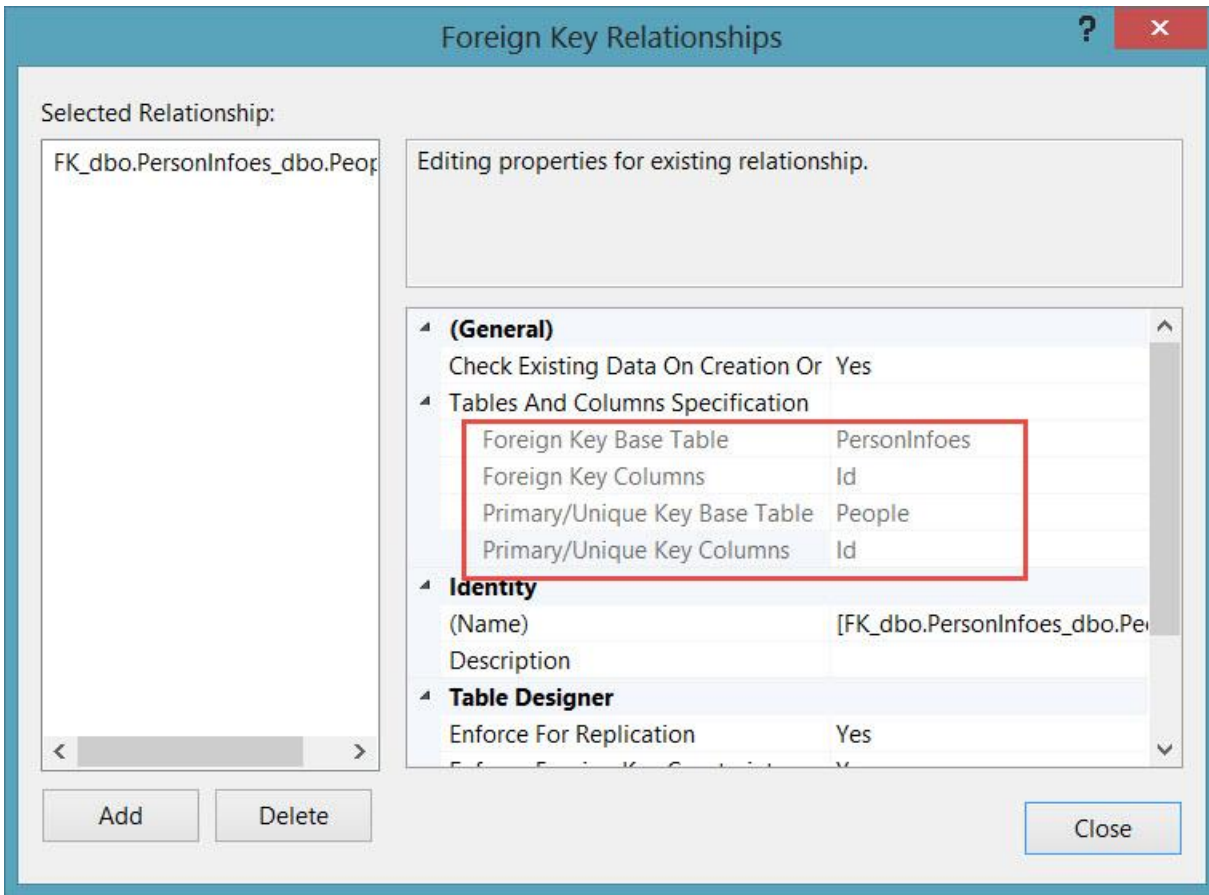 Foreign Key Relationships
?
Selected Relationship:
FK_dbo.PersonInfoes_dbo.Peop
Editing properties for existing relationship.
(General)
Check Existing Data On Creation Or Yes
Tables And Columns Specification
Foreign Key Base Table PersonInfoes
Foreign Key Columns Id
Primary/Unique Key Base Table People
Primary/Unique Key Columns Id
Identity
(Name) [FK_dbo.PersonInfoes_dbo.Pe
Description
Table Designer
Enforce For Replication Yes
Add Delete
Close